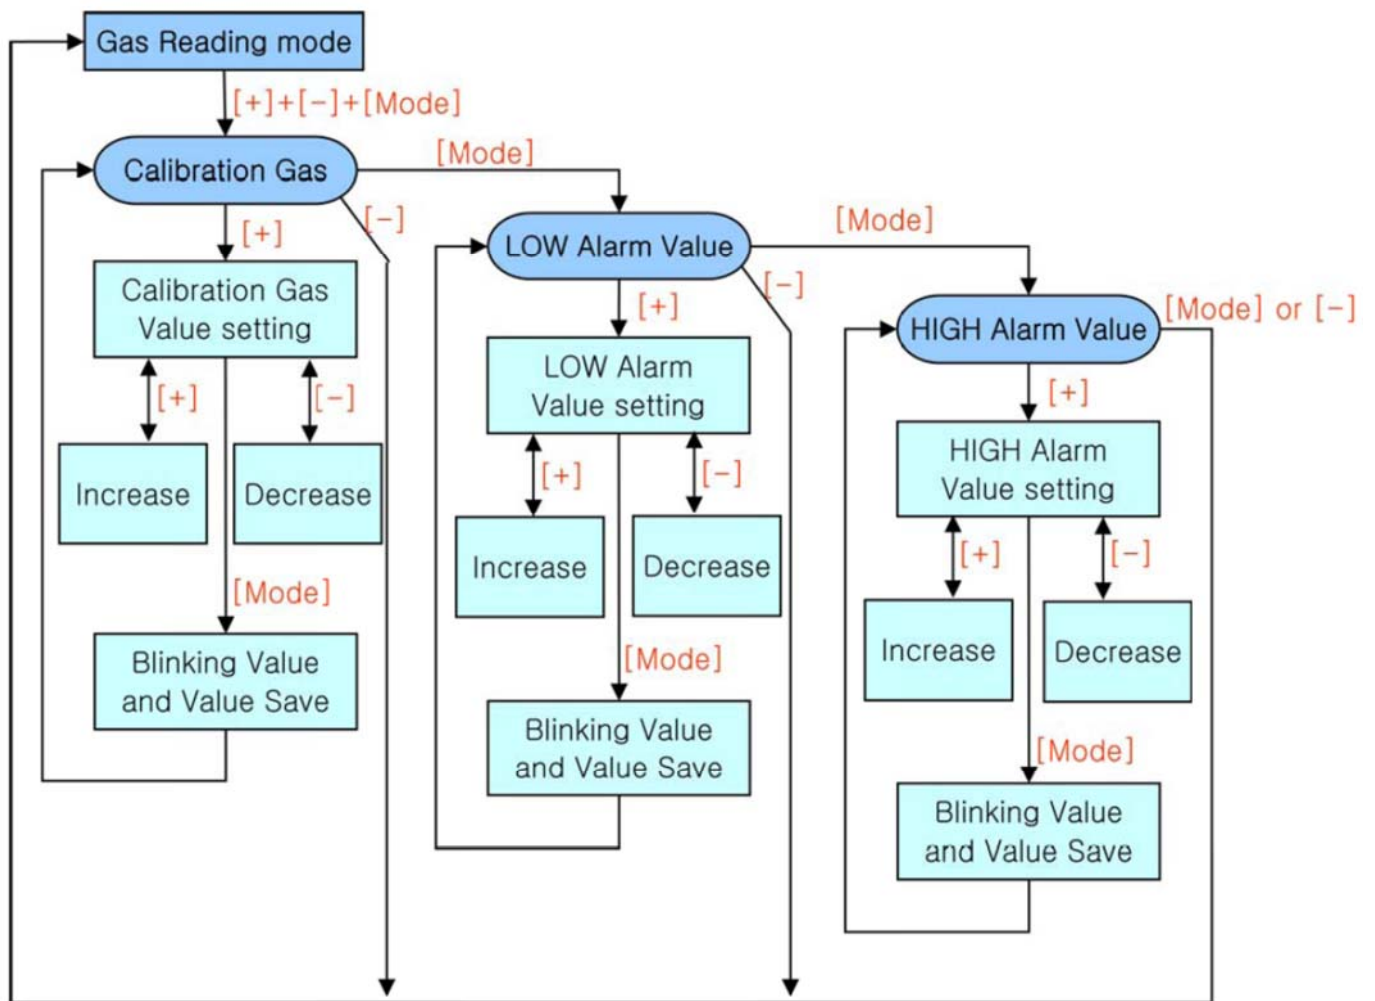 Gas Reading mode
[+]+[-]+[Mode]
Calibration Gas
[Mode]
[-]
[+]
Calibration Gas
Value setting
[+]
[-]
Increase
Decrease
[Mode]
Blinking Value
and Value Save
LOW Alarm Value
[Mode]
[-]
[+]
LOW Alarm
Value setting
[+]
[-]
Increase
Decrease
[Mode]
Blinking Value
and Value Save
HIGH Alarm Value
[Mode] or [-]
[+]
HIGH Alarm
Value setting
[+]
[-]
Increase
Decrease
[Mode]
Blinking Value
and Value Save